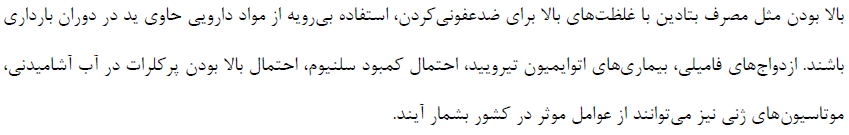 بالا بودن مثل مصرف بتادین با غلظت‌های بالا برای ضدعفونی‌کردن، استفاده بی‌رویه از مواد دارویی حاوی ید در دوران بارداری
باشند. ازدواج‌های فامیلی، بیماری‌های اتوایمیون تیرویید، احتمال کمبود سلنیوم، احتمال بالا بودن پرکلرات در آب آشامیدنی،
موتاسیون‌های ژنی نیز می‌توانند از عوامل موثر در کشور بشمار آیند.